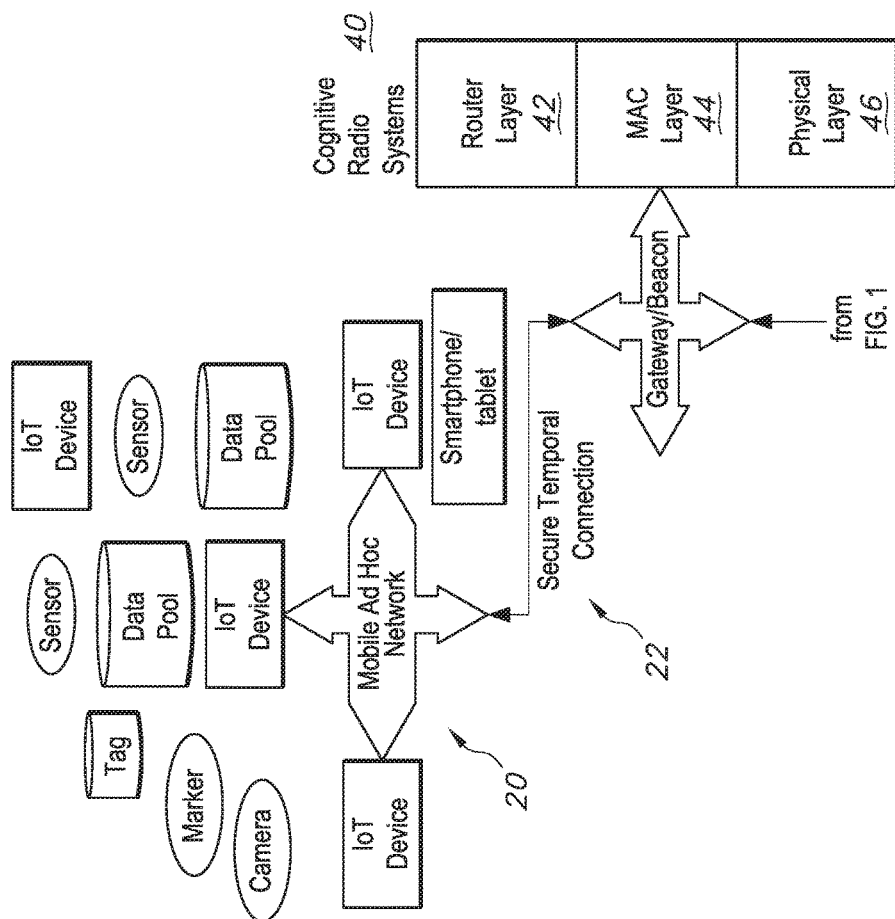 IoT
Device
Sensor
Data
Pool
Sensor
Data
Pool
IoT
Device
Tag
Marker
Camera
IoT
Device
Mobile Ad Hoc
Network
IoT
Device
Smartphone/
tablet
20
22
Secure Temporal
Connection
Cognitive
Radio
Systems
40
Router
Layer
42
MAC
Layer
44
Physical
Layer
46
Gateway/Beacon
from
FIG. 1